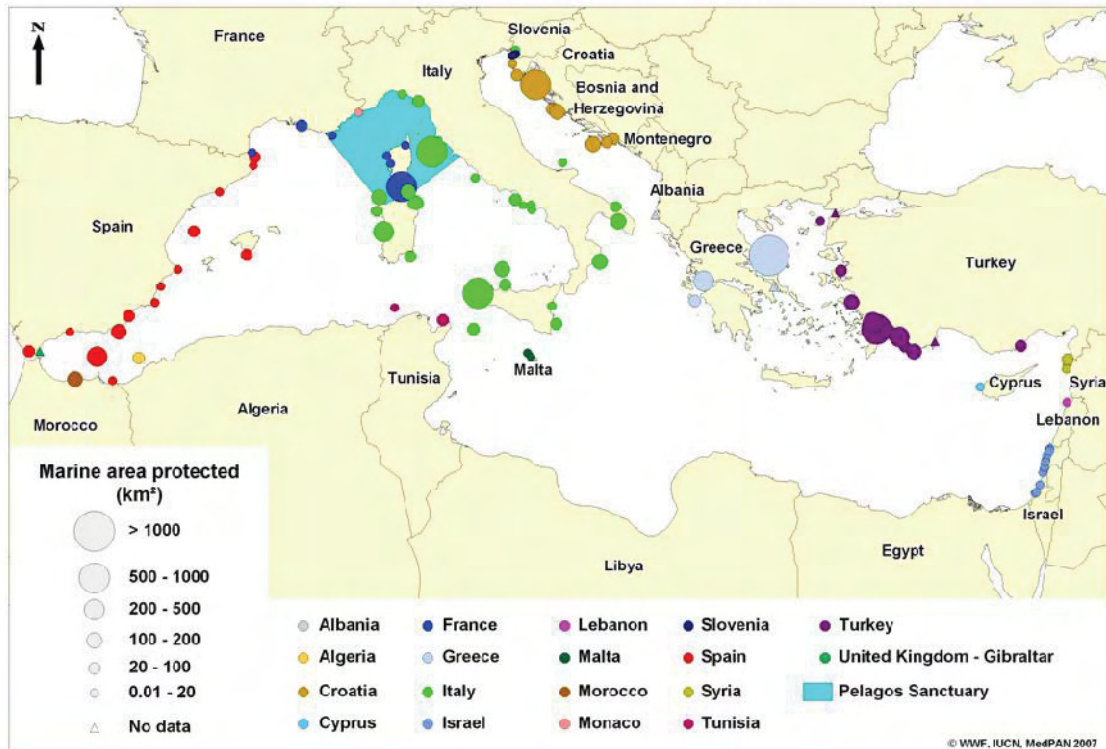 N
France
Slovenia
Croatia
Italy
Bosnia and
Herzegovina
Montenegro
Albania
Spain
Greece
Turkey
Malta
Tunisia
Cyprus
Syria
Algeria
Lebanon
Morocco
Israel
Egypt
Libya
Marine area protected
(km²)
> 1000
500 - 1000
200 - 500
100 - 200
20 - 100
0.01 - 20
No data
Albania
Algeria
Croatia
Cyprus
France
Greece
Italy
Israel
Lebanon
Malta
Morocco
Monaco
Slovenia
Spain
Syria
Tunisia
Turkey
United Kingdom - Gibraltar
Pelagos Sanctuary
© WWF, IUCN, MedPAN 2007